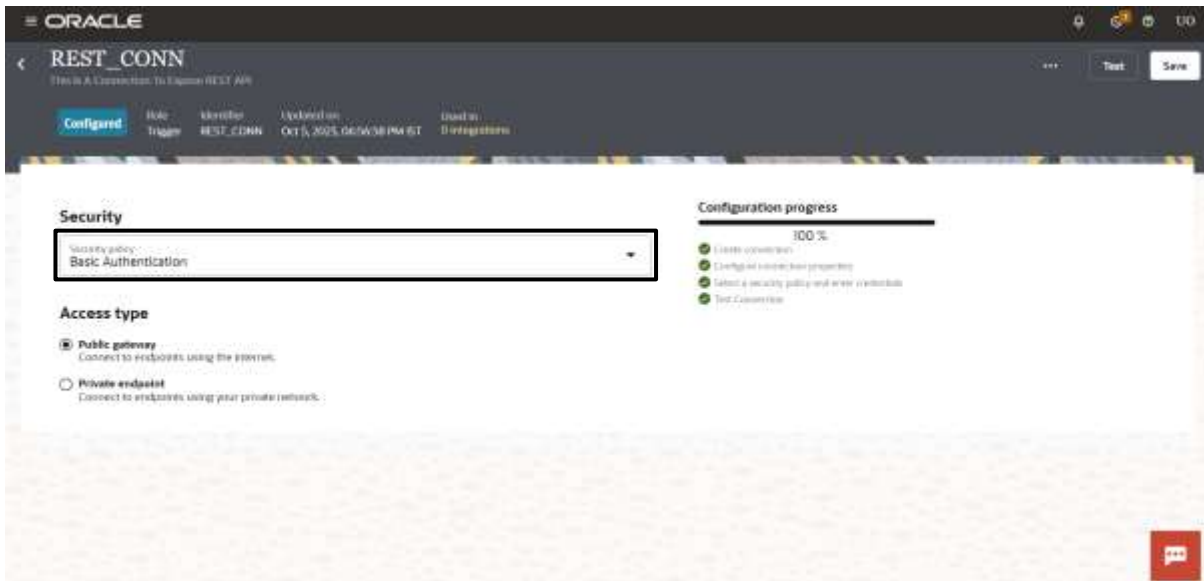 ORACLE
UO
REST_CONN
This Is A Connection To Expose REST API
Test
Save
Configured
Role
Identifier
Updated on
Used in
Trigger
REST_CONN
Oct 5, 2025, PM IST
0 integrations
Security
Security policy
Basic Authentication
Access type
Public gateway
Connect to endpoints using the internet.
Private endpoint
Connect to endpoints using your private network.
Configuration progress
100 %
Create connection
Configure connection properties
Select a security policy and enter credentials
Test Connection